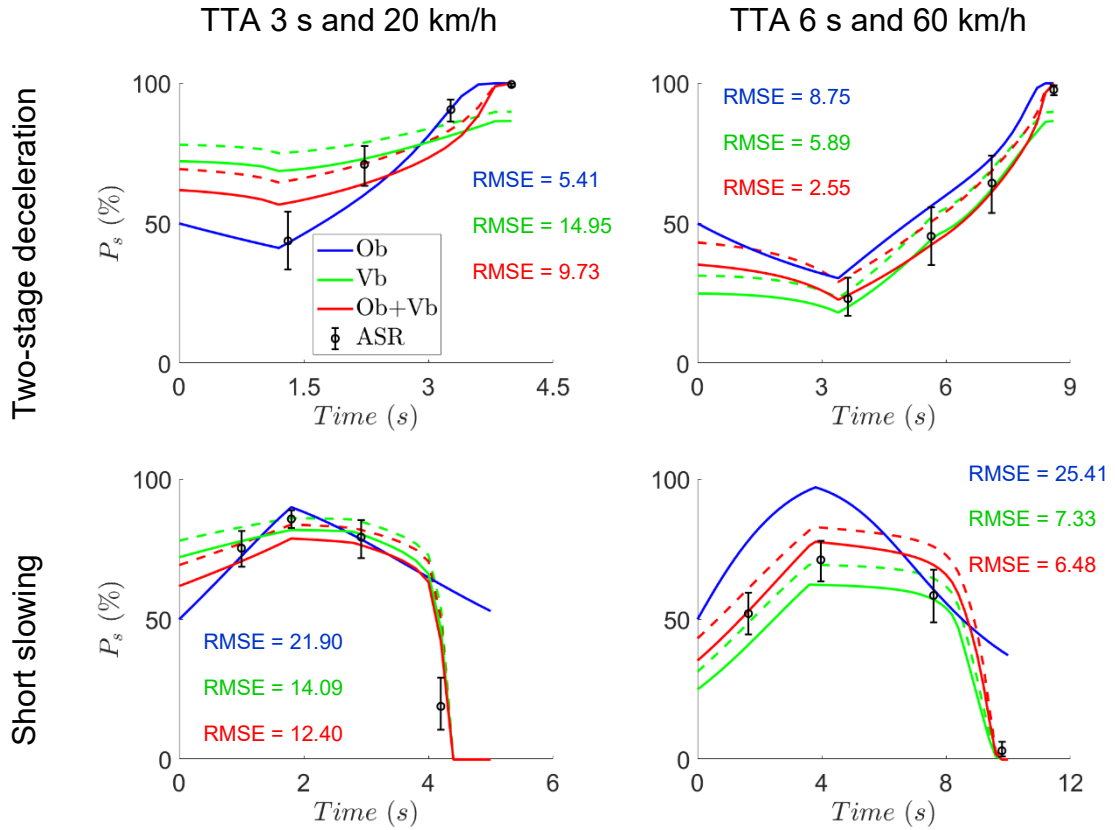 TTA 3 s and 20 km/h
TTA 6 s and 60 km/h
Two-stage deceleration
100
50
0
P_s (%)
0
1.5
3
4.5
Time (s)
RMSE = 5.41
RMSE = 14.95
RMSE = 9.73
Ob
Vb
Ob+Vb
ASR
100
50
0
0
3
6
9
Time (s)
RMSE = 8.75
RMSE = 5.89
RMSE = 2.55
Short slowing
100
50
0
P_s (%)
0
2
4
6
Time (s)
RMSE = 21.90
RMSE = 14.09
RMSE = 12.40
100
50
0
0
4
8
12
Time (s)
RMSE = 25.41
RMSE = 7.33
RMSE = 6.48